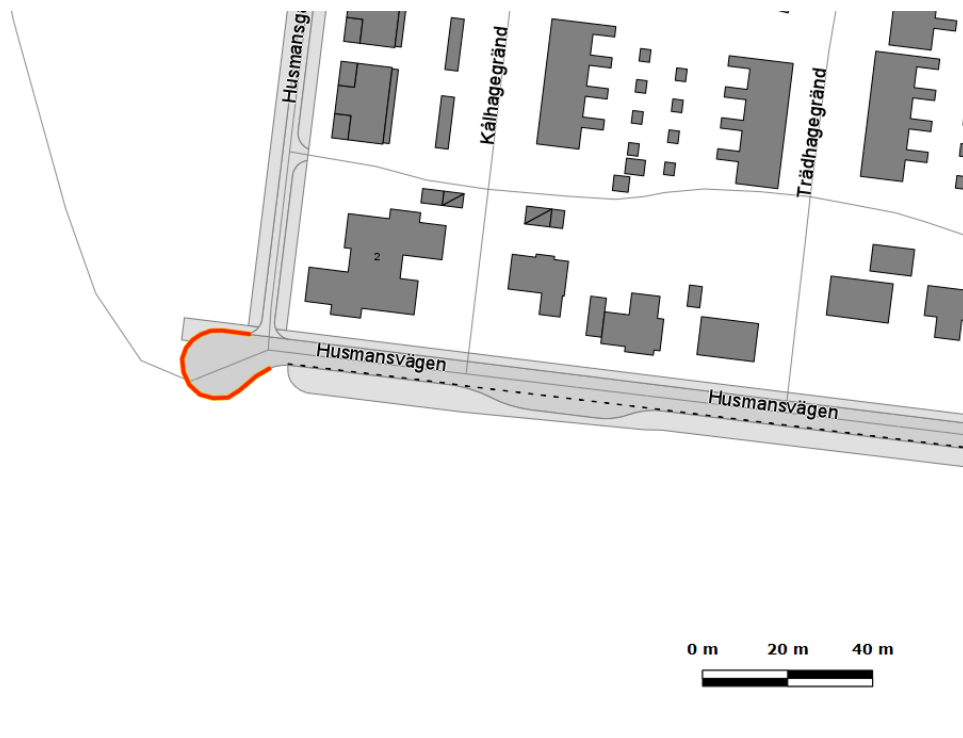 Husmansg
Kålhagegränd
Trädhagegränd
2
Husmansvägen
Husmansvägen
0 m 20 m 40 m